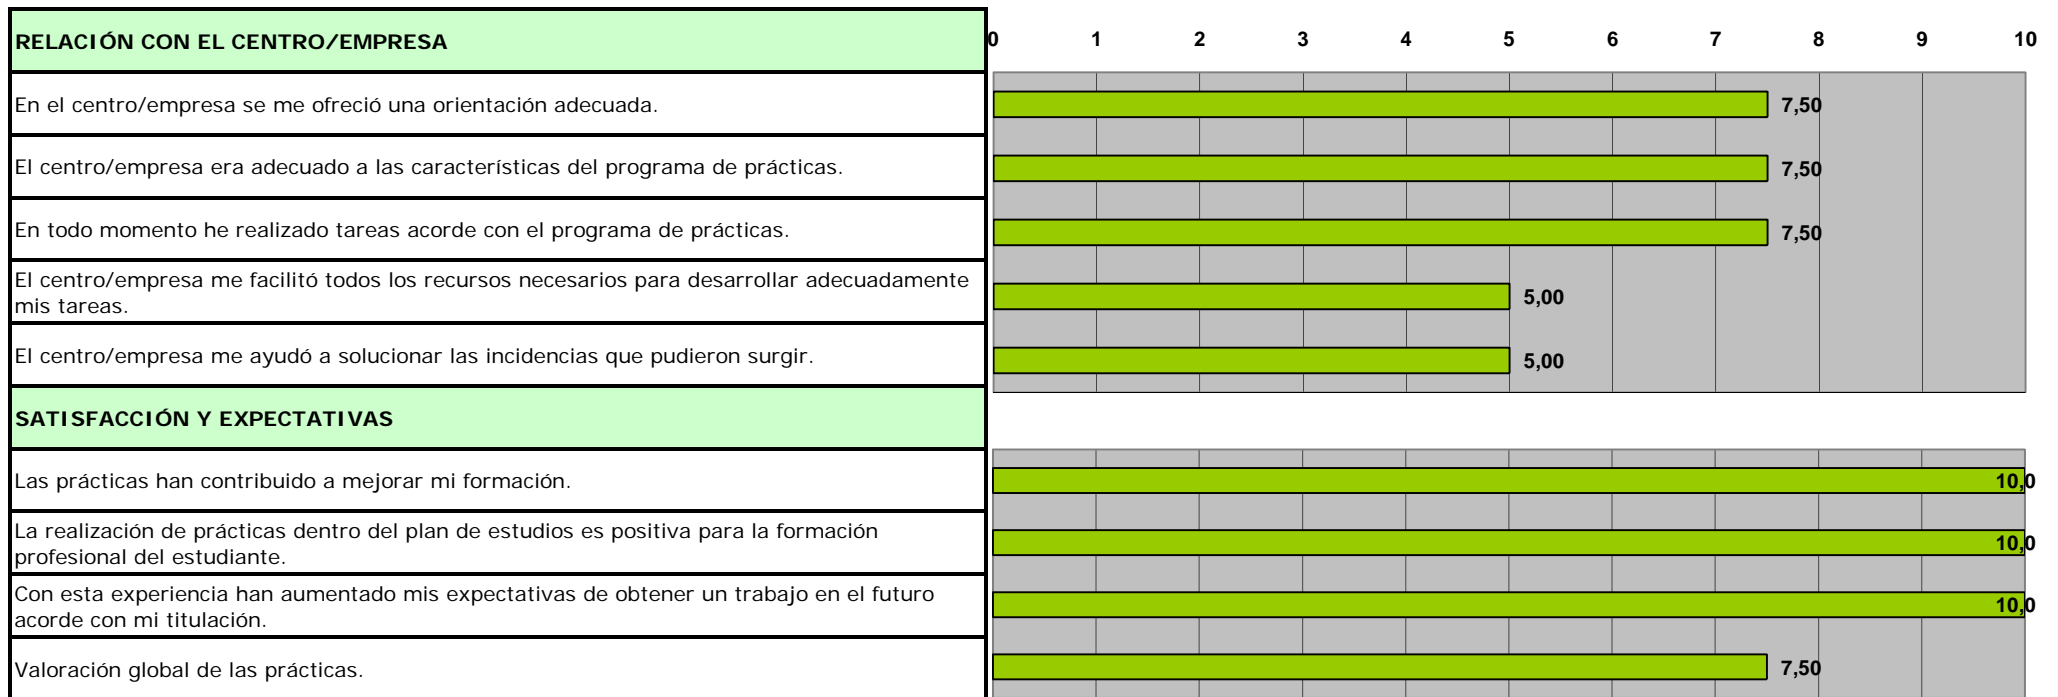 RELACIÓN CON EL CENTRO/EMPRESA
0 1 2 3 4 5 6 7 8 9 10
En el centro/empresa se me ofreció una orientación adecuada.
7,50
El centro/empresa era adecuado a las características del programa de prácticas.
7,50
En todo momento he realizado tareas acorde con el programa de prácticas.
7,50
El centro/empresa me facilitó todos los recursos necesarios para desarrollar adecuadamente
mis tareas.
5,00
El centro/empresa me ayudó a solucionar las incidencias que pudieron surgir.
5,00
SATISFACCIÓN Y EXPECTATIVAS
Las prácticas han contribuido a mejorar mi formación.
10,0
La realización de prácticas dentro del plan de estudios es positiva para la formación
profesional del estudiante.
10,0
Con esta experiencia han aumentado mis expectativas de obtener un trabajo en el futuro
acorde con mi titulación.
10,0
Valoración global de las prácticas.
7,50